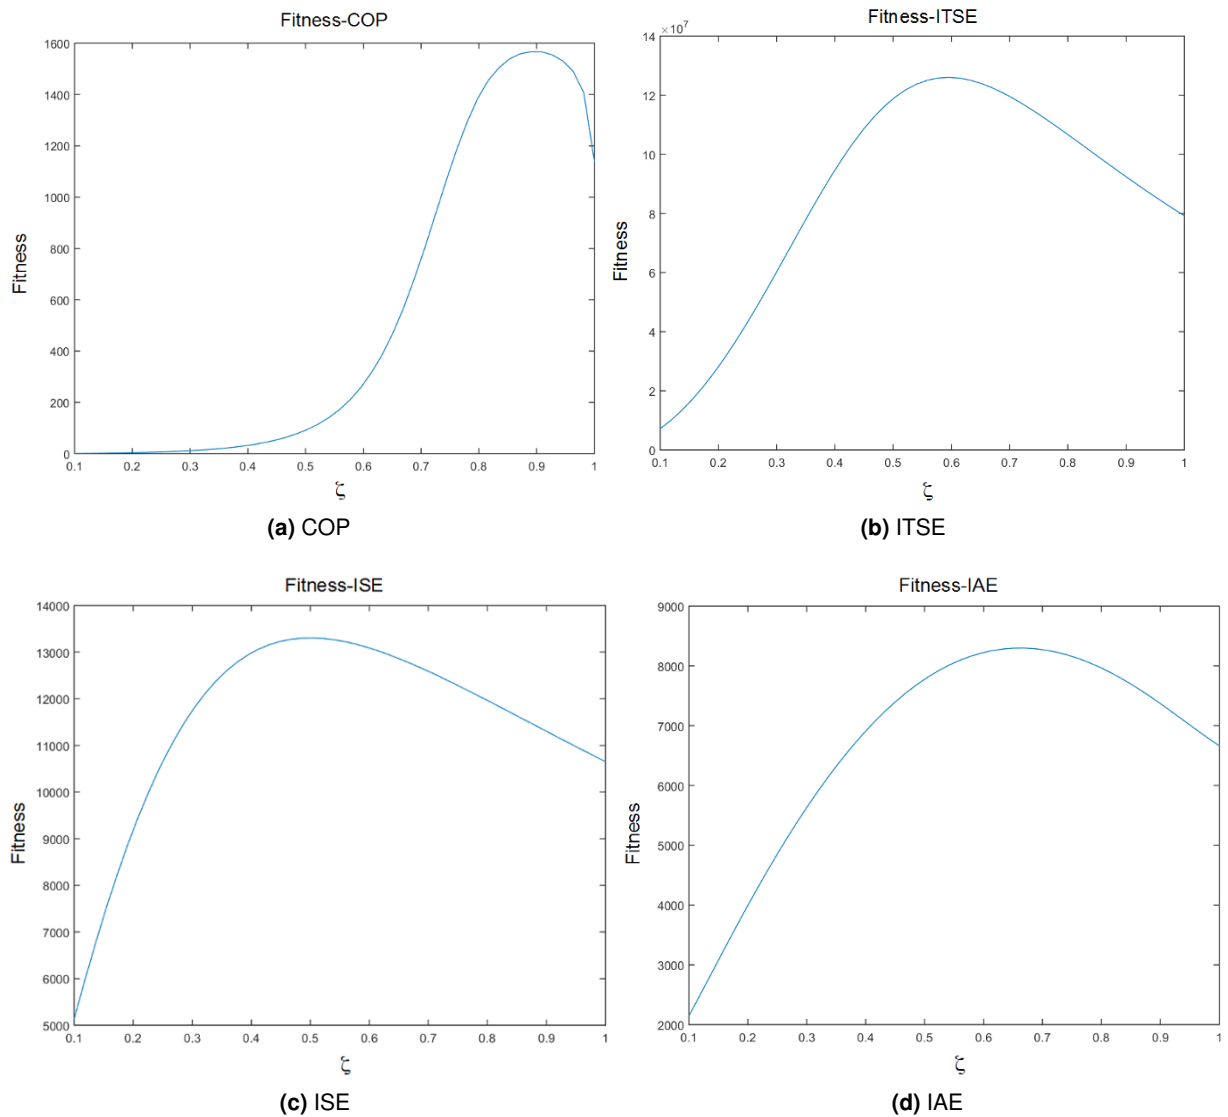 Fitness-COP
1600
1400
1200
1000
800
600
400
200
0
Fitness
0.1 0.2 0.3 0.4 0.5 0.6 0.7 0.8 0.9 1
ζ
(a) COP
Fitness-ITSE
×10⁷
14
12
10
8
6
4
2
0
Fitness
0.1 0.2 0.3 0.4 0.5 0.6 0.7 0.8 0.9 1
ζ
(b) ITSE
Fitness-ISE
14000
13000
12000
11000
10000
9000
8000
7000
6000
5000
Fitness
0.1 0.2 0.3 0.4 0.5 0.6 0.7 0.8 0.9 1
ζ
(c) ISE
Fitness-IAE
9000
8000
7000
6000
5000
4000
3000
2000
Fitness
0.1 0.2 0.3 0.4 0.5 0.6 0.7 0.8 0.9 1
ζ
(d) IAE